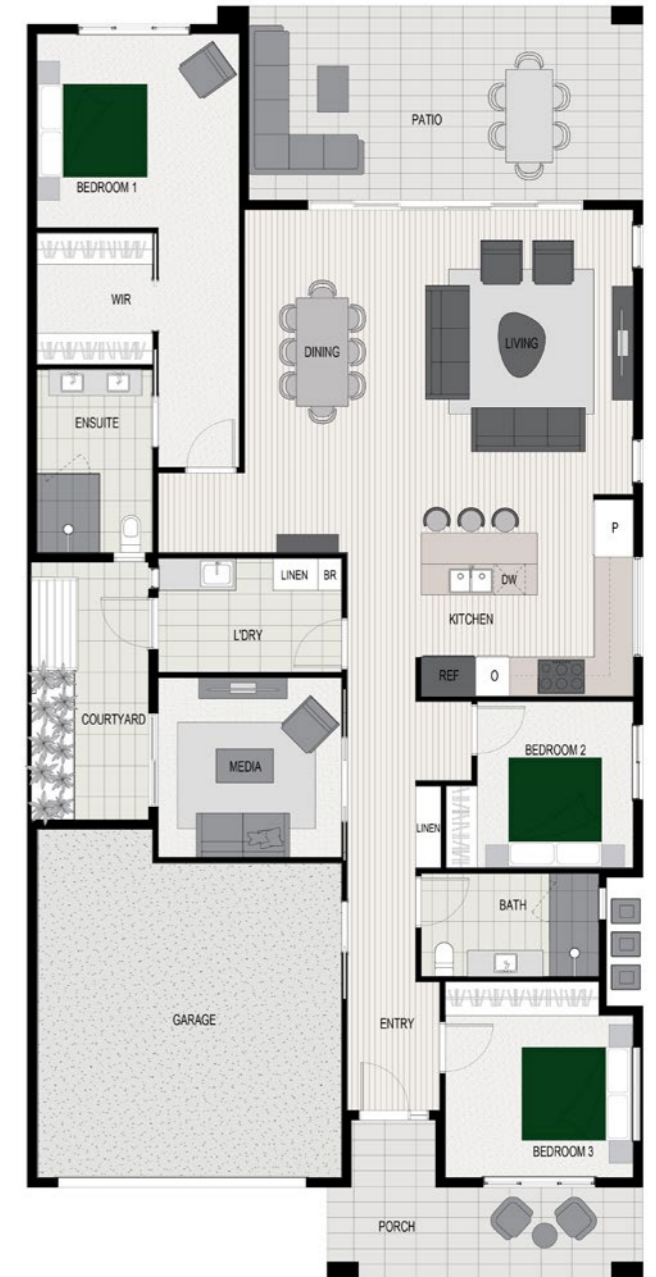 PATIO
BEDROOM 1
WIR
DINING
LIVING
ENSUITE
P
LINEN BR
DW
KITCHEN
L'DRY
REF O
COURTYARD
BEDROOM 2
MEDIA
LINEN
BATH
GARAGE
ENTRY
BEDROOM 3
PORCH